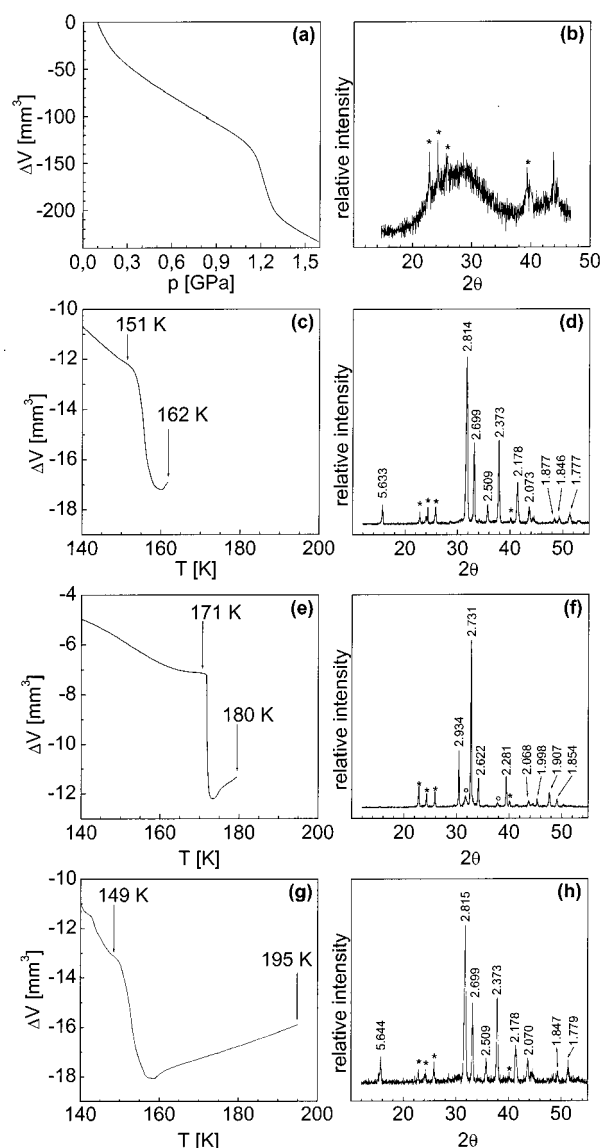 (a)
0
-50
-100
-150
-200
ΔV [mm³]
0,0 0,3 0,6 0,9 1,2 1,5
p [GPa]
(b)
relative intensity
* * * *
20 30 40
2θ
(c)
-10
-12
-14
-16
-18
ΔV [mm³]
151 K
162 K
140 160 180 200
T [K]
(d)
relative intensity
5.633
* * * *
2.814
2.699
2.509
2.373
2.178
2.073
1.877
1.846
1.777
20 30 40 50
2θ
(e)
-4
-6
-8
-10
-12
ΔV [mm³]
171 K
180 K
140 160 180 200
T [K]
(f)
relative intensity
* * * *
2.934
2.731
2.622
2.281
2.068
1.998
1.907
1.854
20 30 40 50
2θ
(g)
-10
-12
-14
-16
-18
ΔV [mm³]
149 K
195 K
140 160 180 200
T [K]
(h)
relative intensity
5.644
* * * *
2.815
2.699
2.509
2.373
2.178
2.070
1.847
1.779
20 30 40 50
2θ